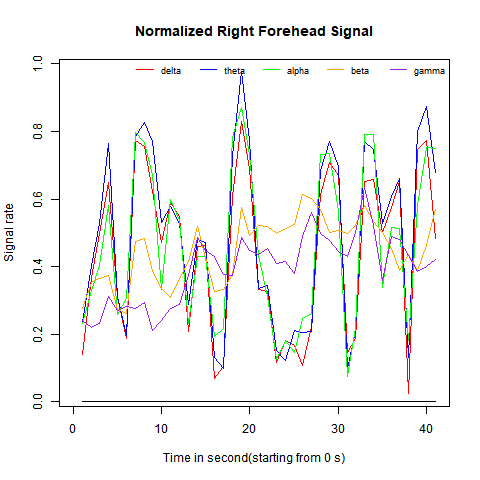 Normalized Right Forehead Signal
delta theta alpha beta gamma
Signal rate
0.0 0.2 0.4 0.6 0.8 1.0
0 10 20 30 40
Time in second(starting from 0 s)